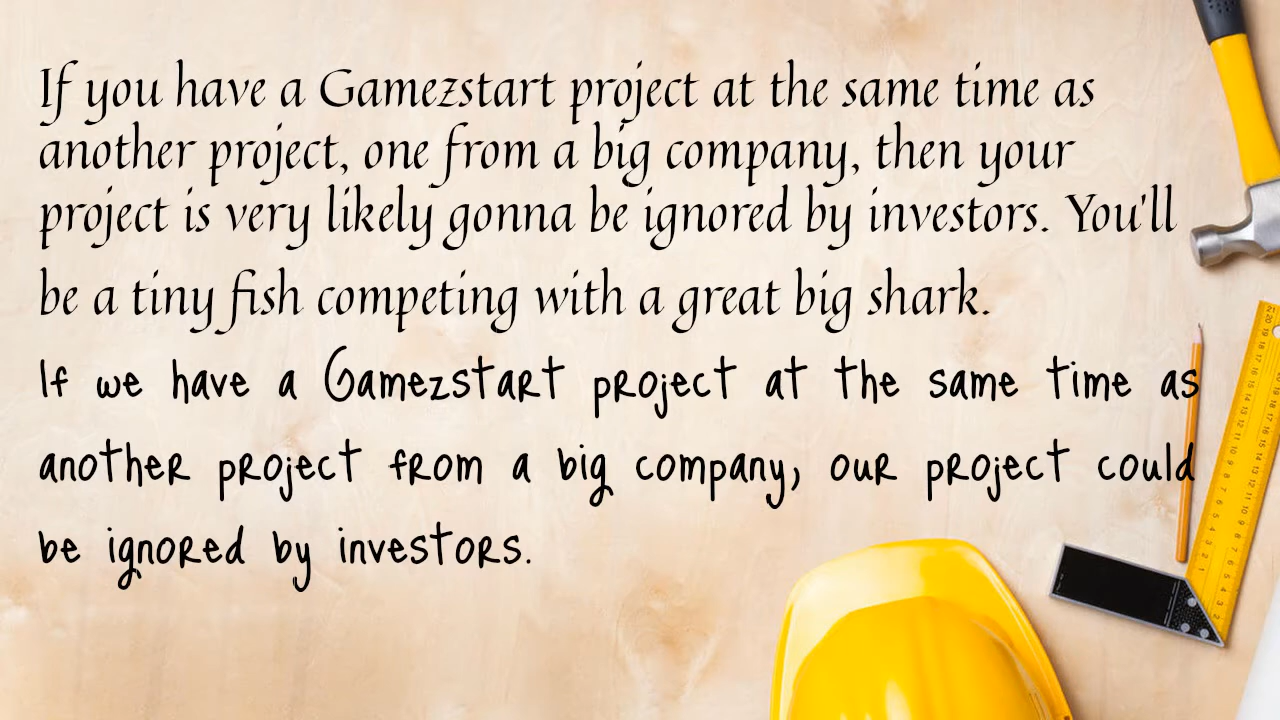 If you have a Gamezstart project at the same time as
another project, one from a big company, then your
project is very likely gonna be ignored by investors. You'll
be a tiny fish competing with a great big shark.
If we have a Gamezstart project at the same time as
another project from a big company, our project could
be ignored by investors.